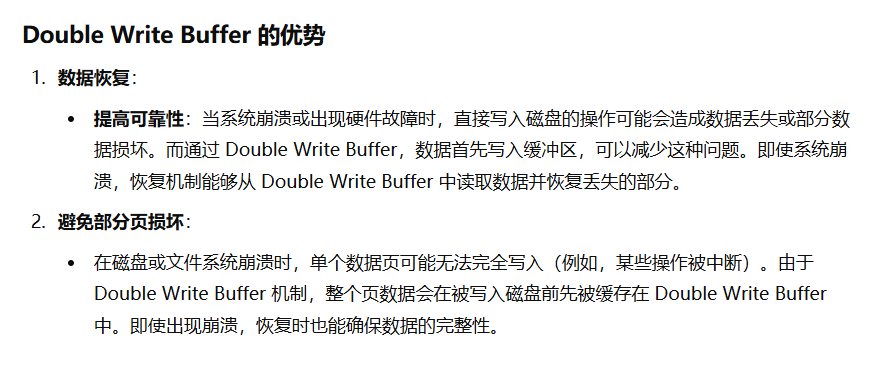 Double Write Buffer 的优势
1. 数据恢复：
• 提高可靠性：当系统崩溃或出现硬件故障时，直接写入磁盘的操作可能会造成数据丢失或部分数
据损坏。而通过 Double Write Buffer，数据首先写入缓冲区，可以减少这种问题。即使系统崩
溃，恢复机制能够从 Double Write Buffer 中读取数据并恢复丢失的部分。
2. 避免部分页损坏：
• 在磁盘或文件系统崩溃时，单个数据页可能无法完全写入（例如，某些操作被中断）。由于
Double Write Buffer 机制，整个页数据会在被写入磁盘前先被缓存在 Double Write Buffer
中。即使出现崩溃，恢复时也能确保数据的完整性。